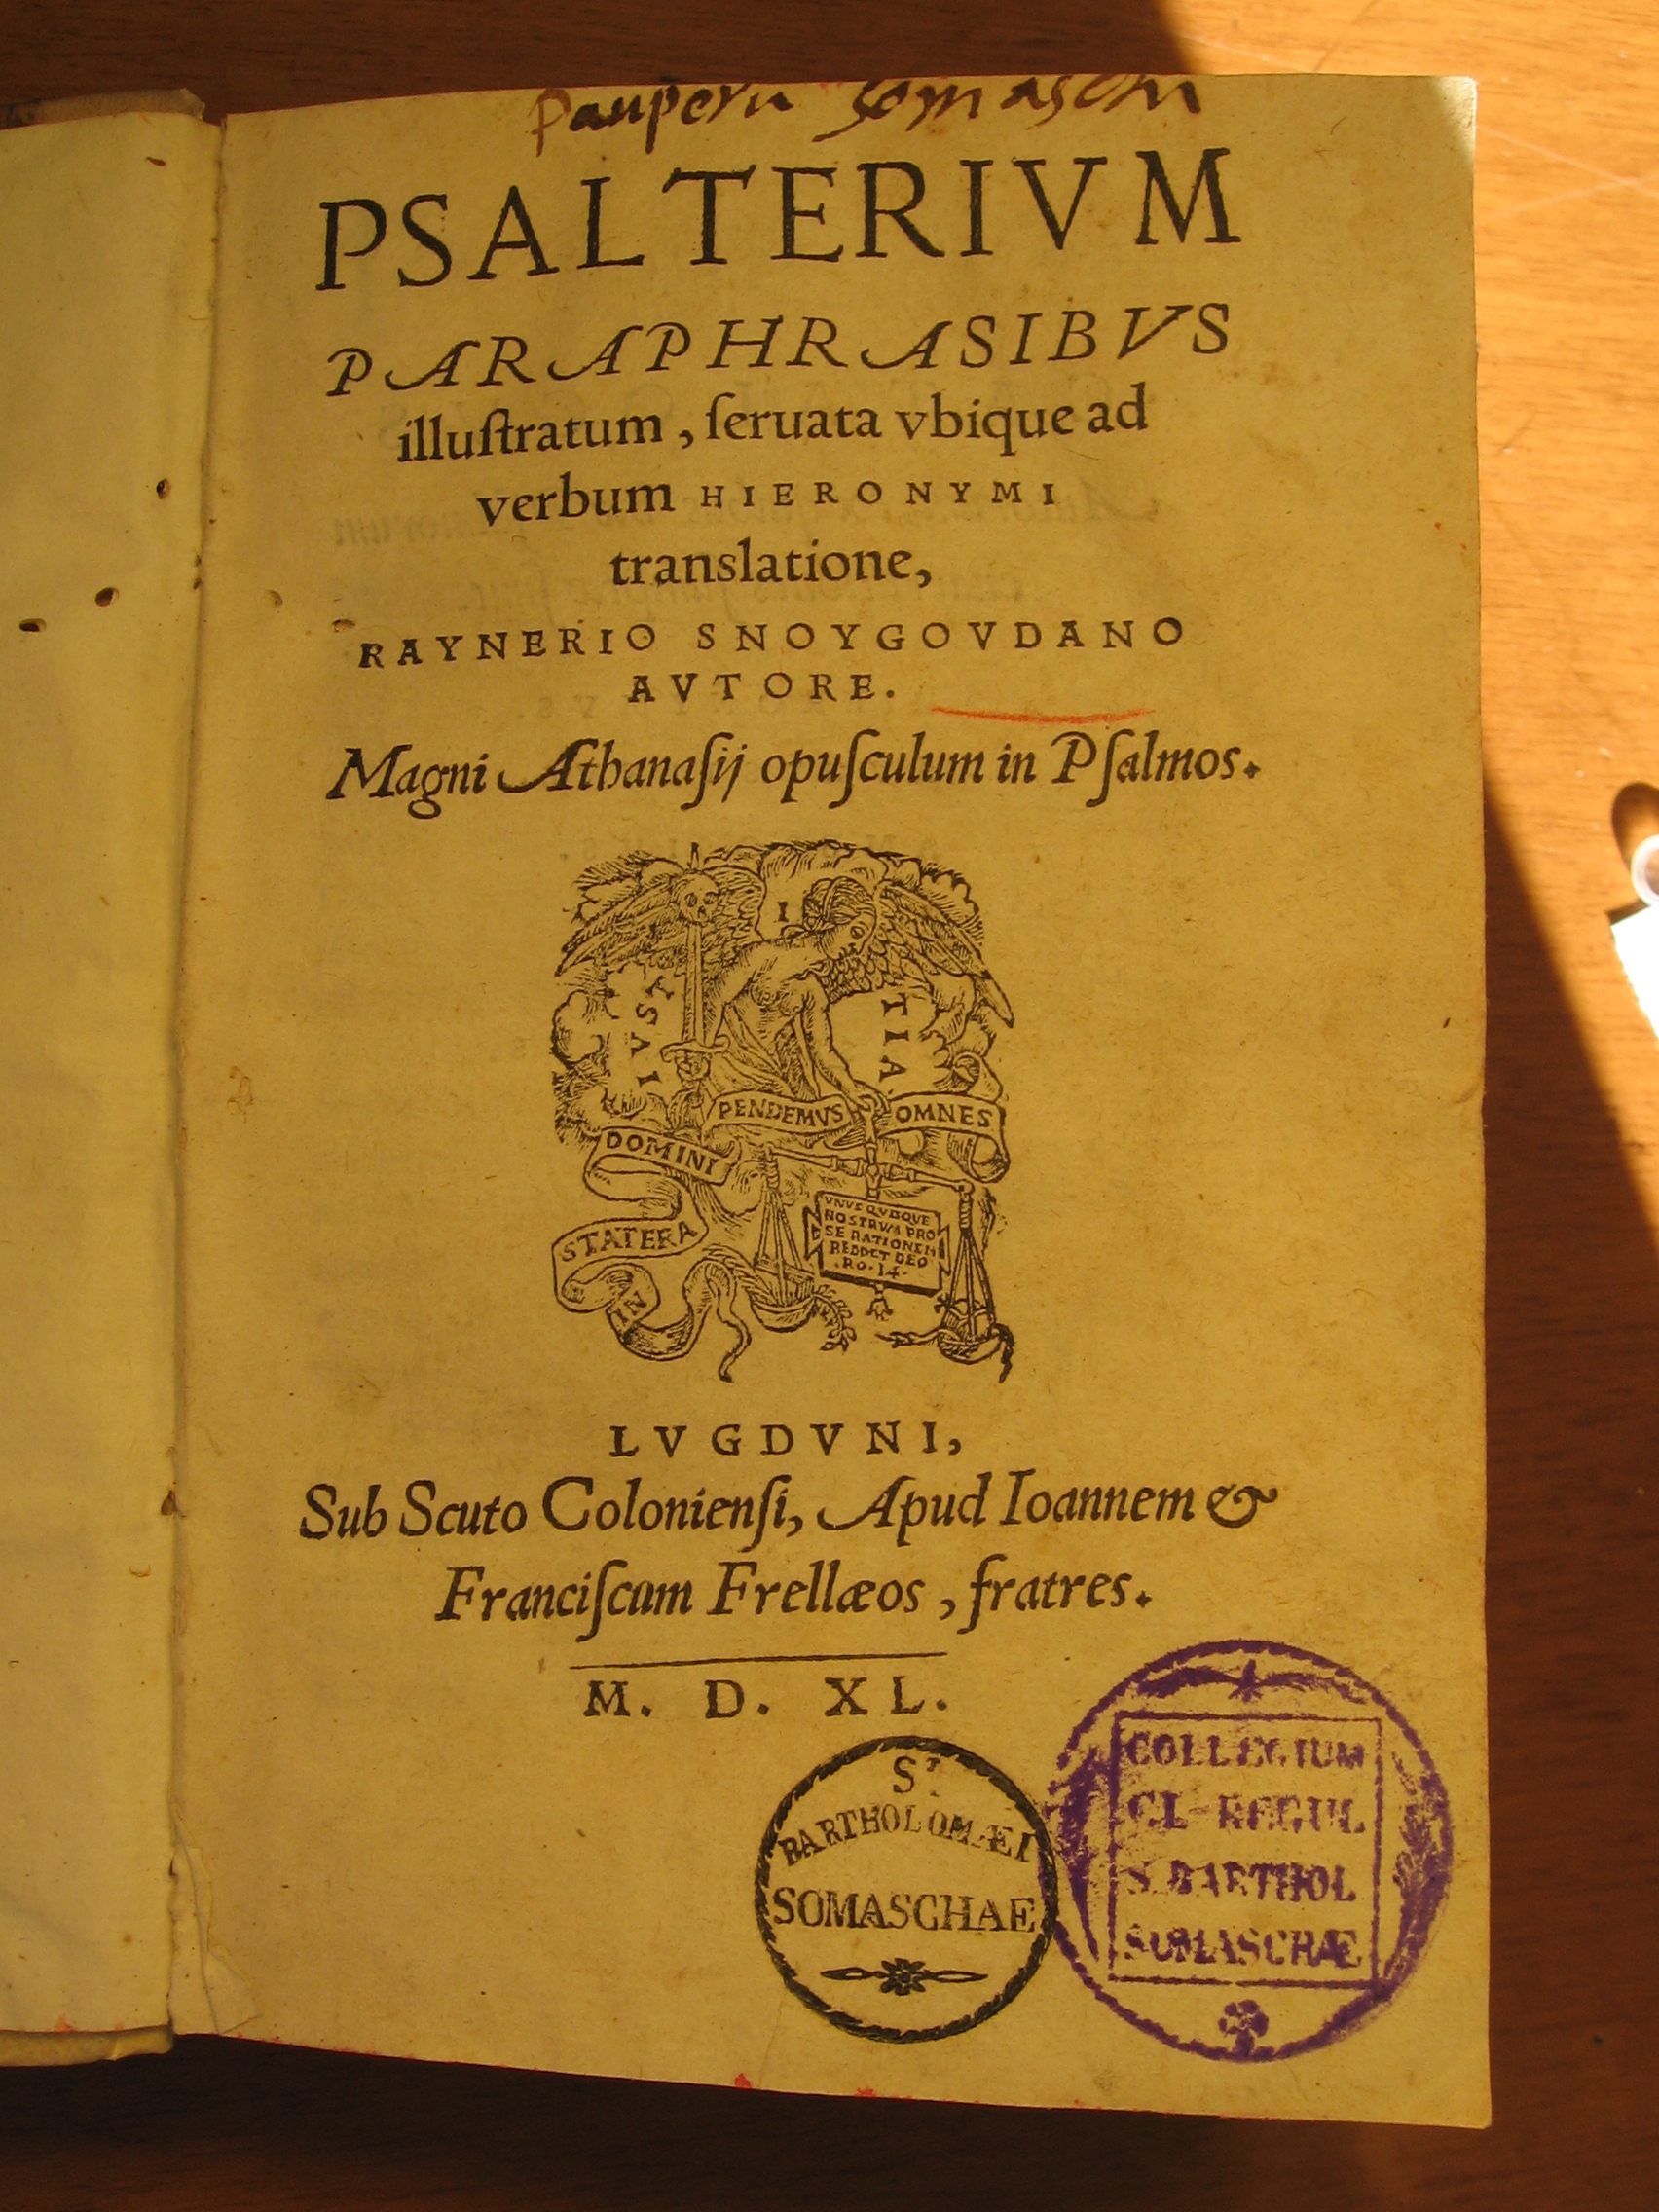 Pauperu Somaschi
PSALTERIVM
PARAPHRASIBVS
illuſtratum, ſeruata vbique ad
verbum HIERONYMI
translatione,
RAYNERIO SNOYGOVDANO
AVTORE.
Magni Athanaſij opuſculum in Pſalmos.
IVSTI TIA
PENDEMVS OMNES
DOMINI
STATERA
IN
VNVSQVISQVE
NOSTRVM PRO
SE RATIONEM
REDDET DEO
.RO.14.
LVGDVNI,
Sub Scuto Colonienſi, Apud Ioannem &
Franciſcum Frellæos, fratres.
M. D. XL.
Sᵀ.
BARTHOLOMÆI
SOMASCHAE
COLLEGIUM
CL. REGUL
S. BARTHOL
SOMASCHÆ